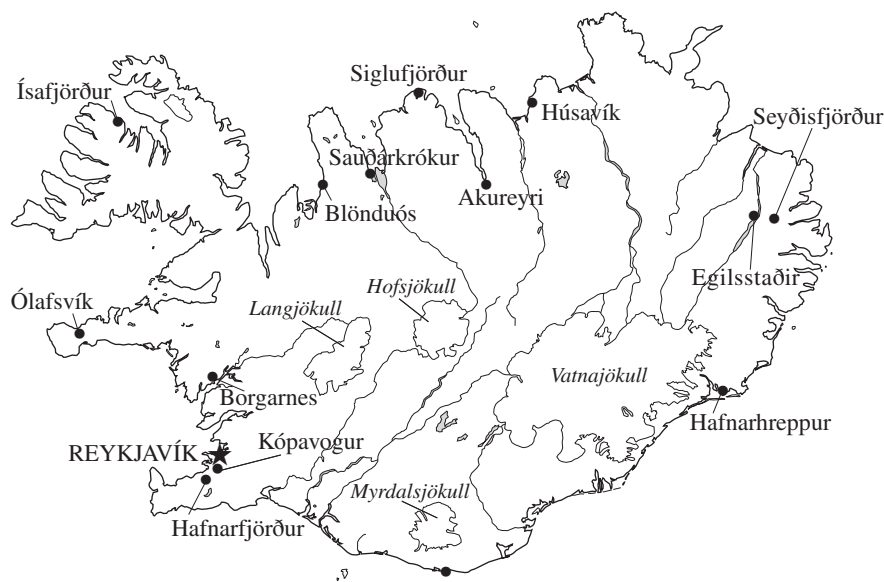 Siglufjörður
Ísafjörður
Húsavík
Seyðisfjörður
Sauðárkrókur
Akureyri
Blönduós
Egilsstaðir
Ólafsvík
Hofsjökull
Langjökull
Vatnajökull
Borgarnes
Hafnarhreppur
REYKJAVÍK
Kópavogur
Myrdalsjökull
Hafnarfjörður